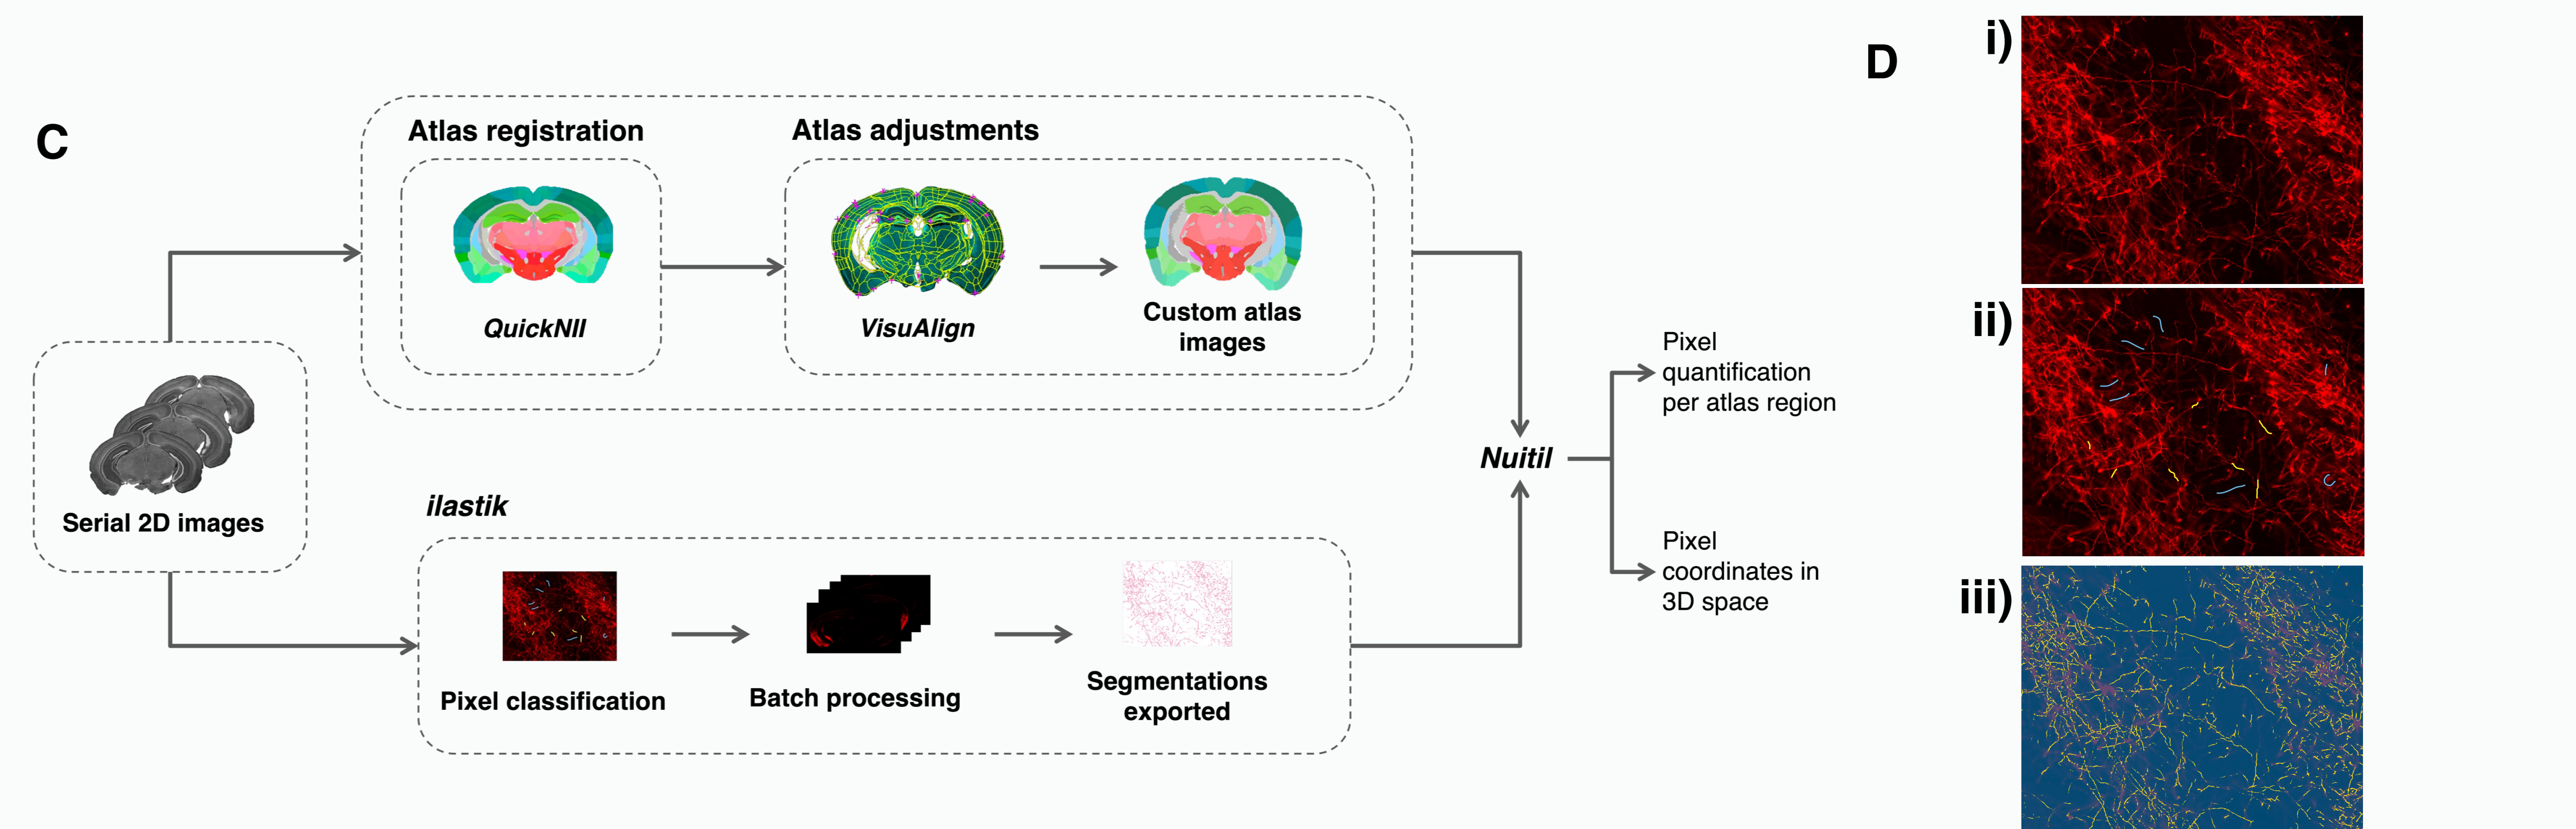 C
Serial 2D images
Atlas registration
QuickNII
Atlas adjustments
VisuAlign
Custom atlas
images
ilastik
Pixel classification
Batch processing
Segmentations
exported
Nuitil
Pixel
quantification
per atlas region
Pixel
coordinates in
3D space
D
i)
ii)
iii)